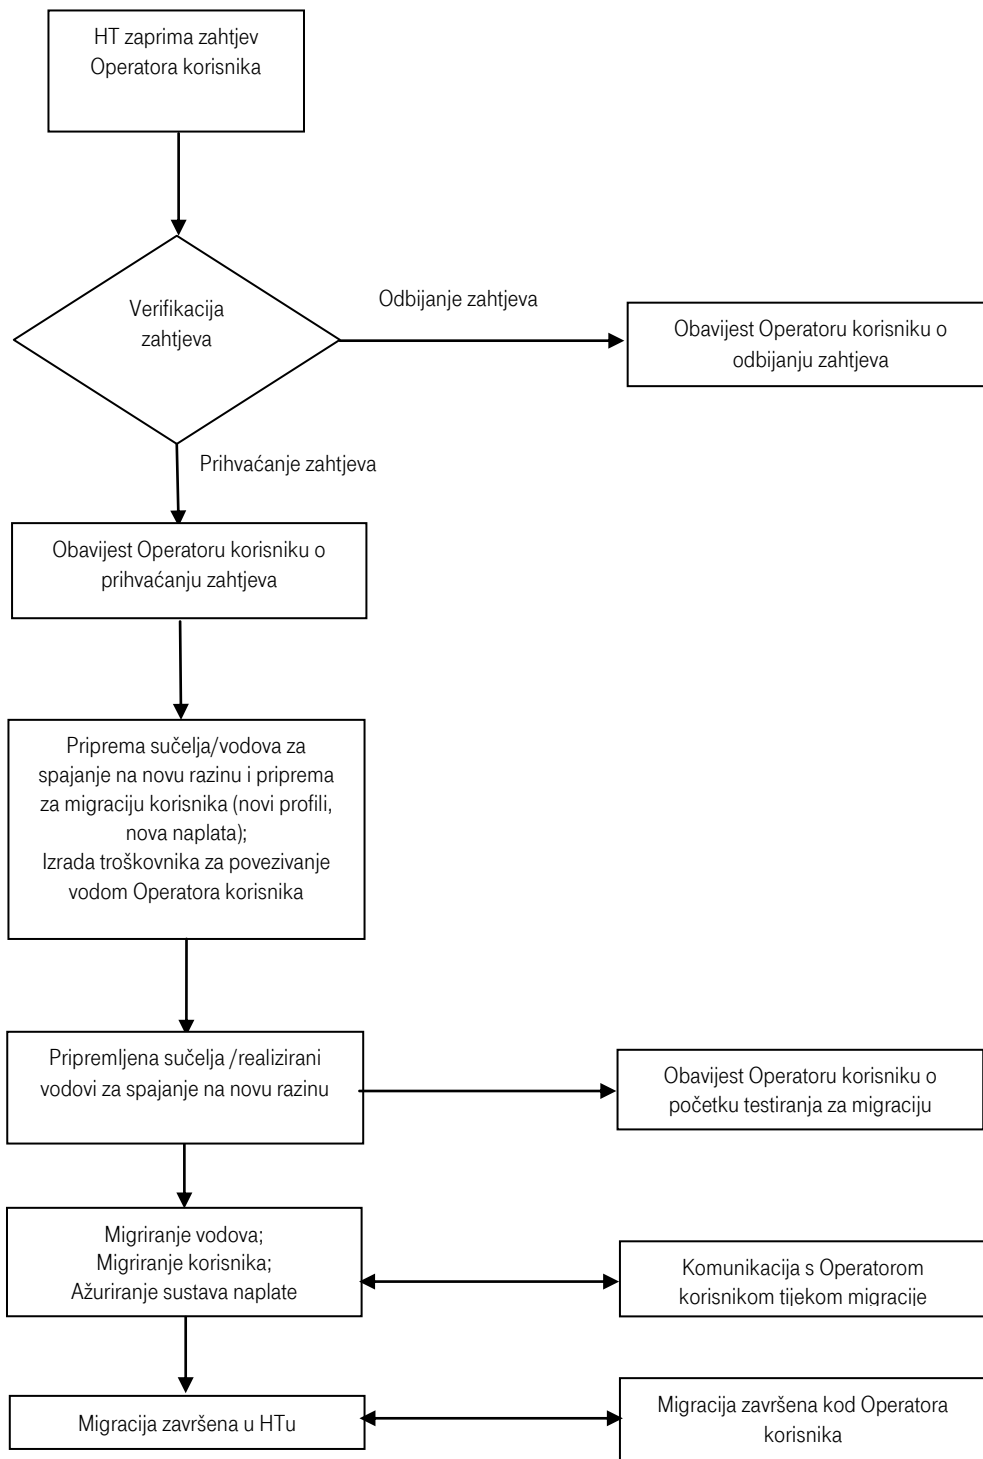 HT zaprima zahtjev
Operatora korisnika
Verifikacija
zahtjeva
Odbijanje zahtjeva
Obavijest Operatoru korisniku o
odbijanju zahtjeva
Prihvaćanje zahtjeva
Obavijest Operatoru korisniku o
prihvaćanju zahtjeva
Priprema sučelja/vodova za
spajanje na novu razinu i priprema
za migraciju korisnika (novi profili,
nova naplata);
Izrada troškovnika za povezivanje
vodom Operatora korisnika
Pripremljena sučelja /realizirani
vodovi za spajanje na novu razinu
Obavijest Operatoru korisniku o
početku testiranja za migraciju
Migriranje vodova;
Migriranje korisnika;
Ažuriranje sustava naplate
Komunikacija s Operatorom
korisnikom tijekom migracije
Migracija završena u HTu
Migracija završena kod Operatora
korisnika